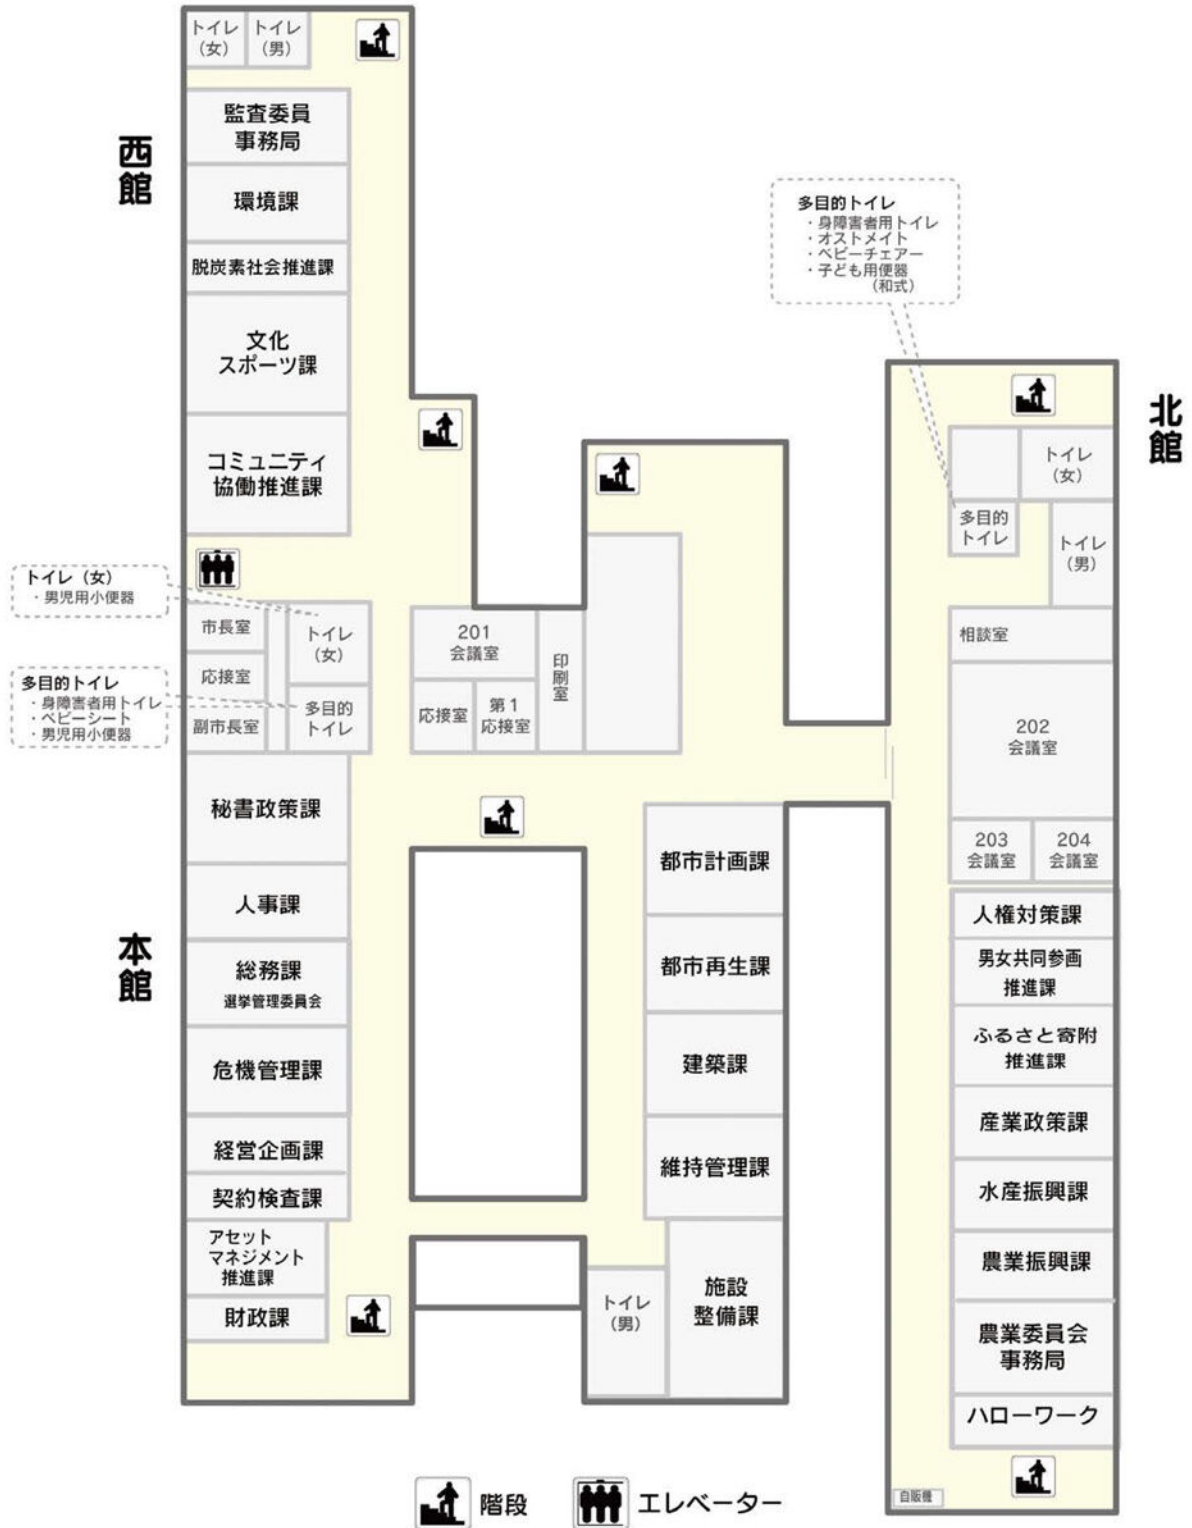 西館
トイレ
(女)
トイレ
(男)
監査委員
事務局
環境課
脱炭素社会推進課
文化
スポーツ課
コミュニティ
協働推進課
トイレ（女）
・男児用小便器
多目的トイレ
・身障害者用トイレ
・ベビーシート
・男児用小便器
市長室
応接室
副市長室
トイレ
(女)
多目的
トイレ
201
会議室
応接室
第1
応接室
印刷室
本館
秘書政策課
人事課
総務課
選挙管理委員会
危機管理課
経営企画課
契約検査課
アセット
マネジメント
推進課
財政課
都市計画課
都市再生課
建築課
維持管理課
施設
整備課
トイレ
(男)
多目的トイレ
・身障害者用トイレ
・オストメイト
・ベビーチェアー
・子ども用便器
(和式)
北館
トイレ
(女)
多目的
トイレ
トイレ
(男)
相談室
202
会議室
203
会議室
204
会議室
人権対策課
男女共同参画
推進課
ふるさと寄附
推進課
産業政策課
水産振興課
農業振興課
農業委員会
事務局
ハローワーク
自販機
階段
エレベーター